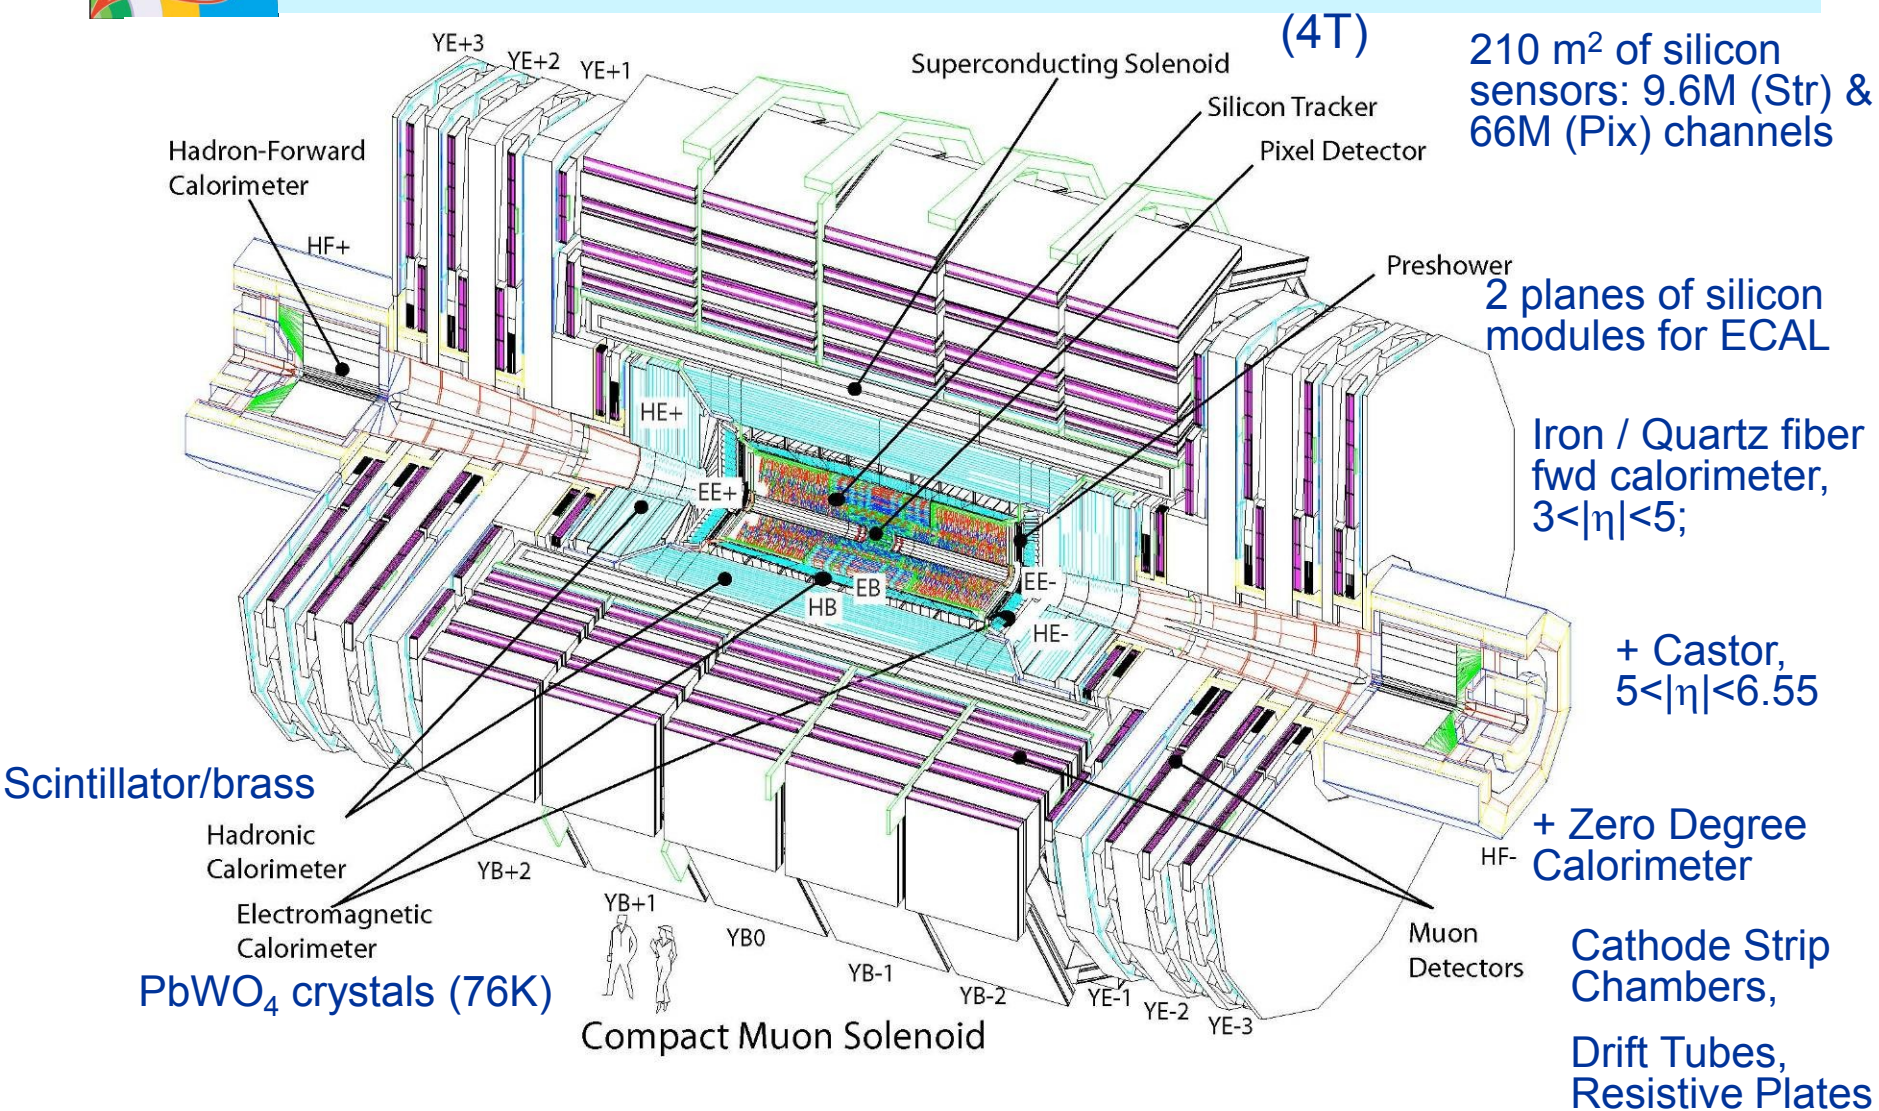 (4T)
YE+3
YE+2
YE+1
Superconducting Solenoid
210 m² of silicon
sensors: 9.6M (Str) &
66M (Pix) channels
Silicon Tracker
Pixel Detector
Hadron-Forward
Calorimeter
HF+
Preshower
2 planes of silicon
modules for ECAL
Iron / Quartz fiber
fwd calorimeter,
3<|η|<5;
HE+
EE+
EB
EE-
HB
HE-
+ Castor,
5<|η|<6.55
Scintillator/brass
Hadronic
Calorimeter
+ Zero Degree
Calorimeter
HF-
Electromagnetic
Calorimeter
PbWO₄ crystals (76K)
YB+2
YB+1
YB0
YB-1
YB-2
YE-1
YE-2
YE-3
Muon
Detectors
Cathode Strip
Chambers,
Compact Muon Solenoid
Drift Tubes,
Resistive Plates